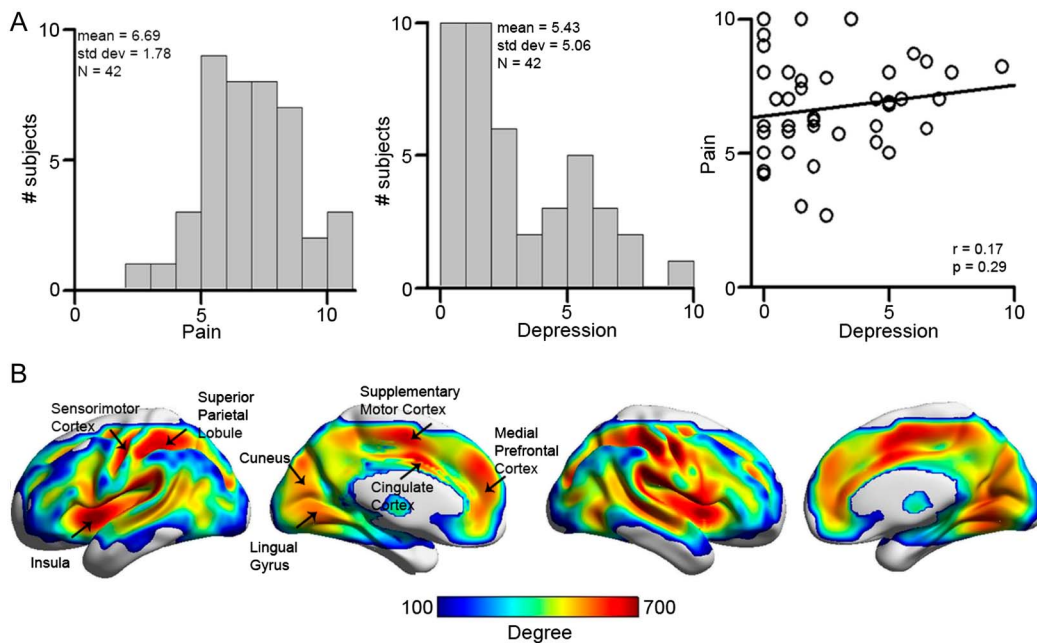 A
10
5
0
# subjects
mean = 6.69
std dev = 1.78
N = 42
0
5
10
Pain
10
5
0
# subjects
mean = 5.43
std dev = 5.06
N = 42
0
5
10
Depression
10
5
0
Pain
r = 0.17
p = 0.29
0
5
10
Depression
B
Sensorimotor
Cortex
Superior
Parietal
Lobule
Insula
Supplementary
Motor Cortex
Medial
Prefrontal
Cortex
Cuneus
Cingulate
Cortex
Lingual
Gyrus
100
700
Degree